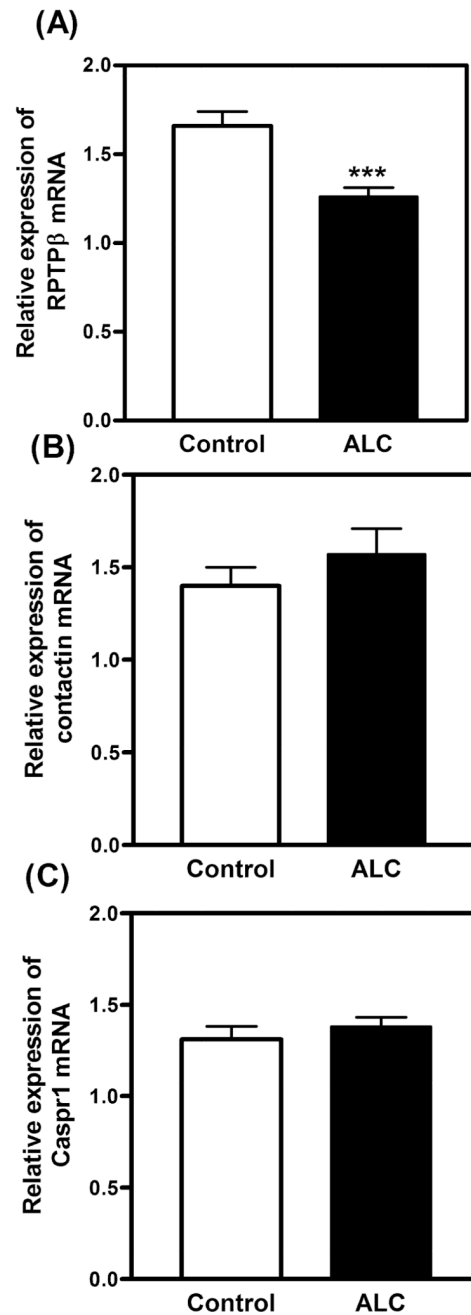 (A)
Relative expression of
RPTPβ mRNA
2.0
1.5
1.0
0.5
0.0
***
Control ALC
(B)
Relative expression of
contactin mRNA
2.0
1.5
1.0
0.5
0.0
Control ALC
(C)
Relative expression of
Caspr1 mRNA
2.0
1.5
1.0
0.5
0.0
Control ALC